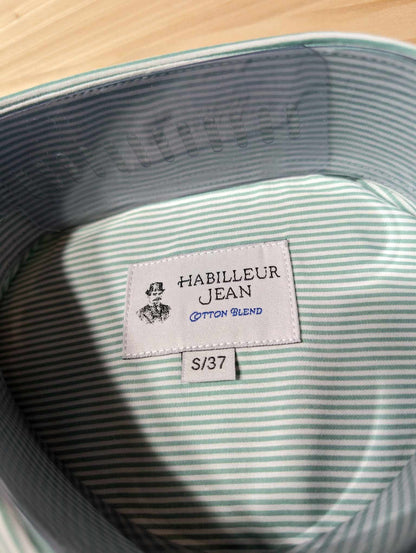 HABILLEUR
JEAN
COTTON BLEND
S/37